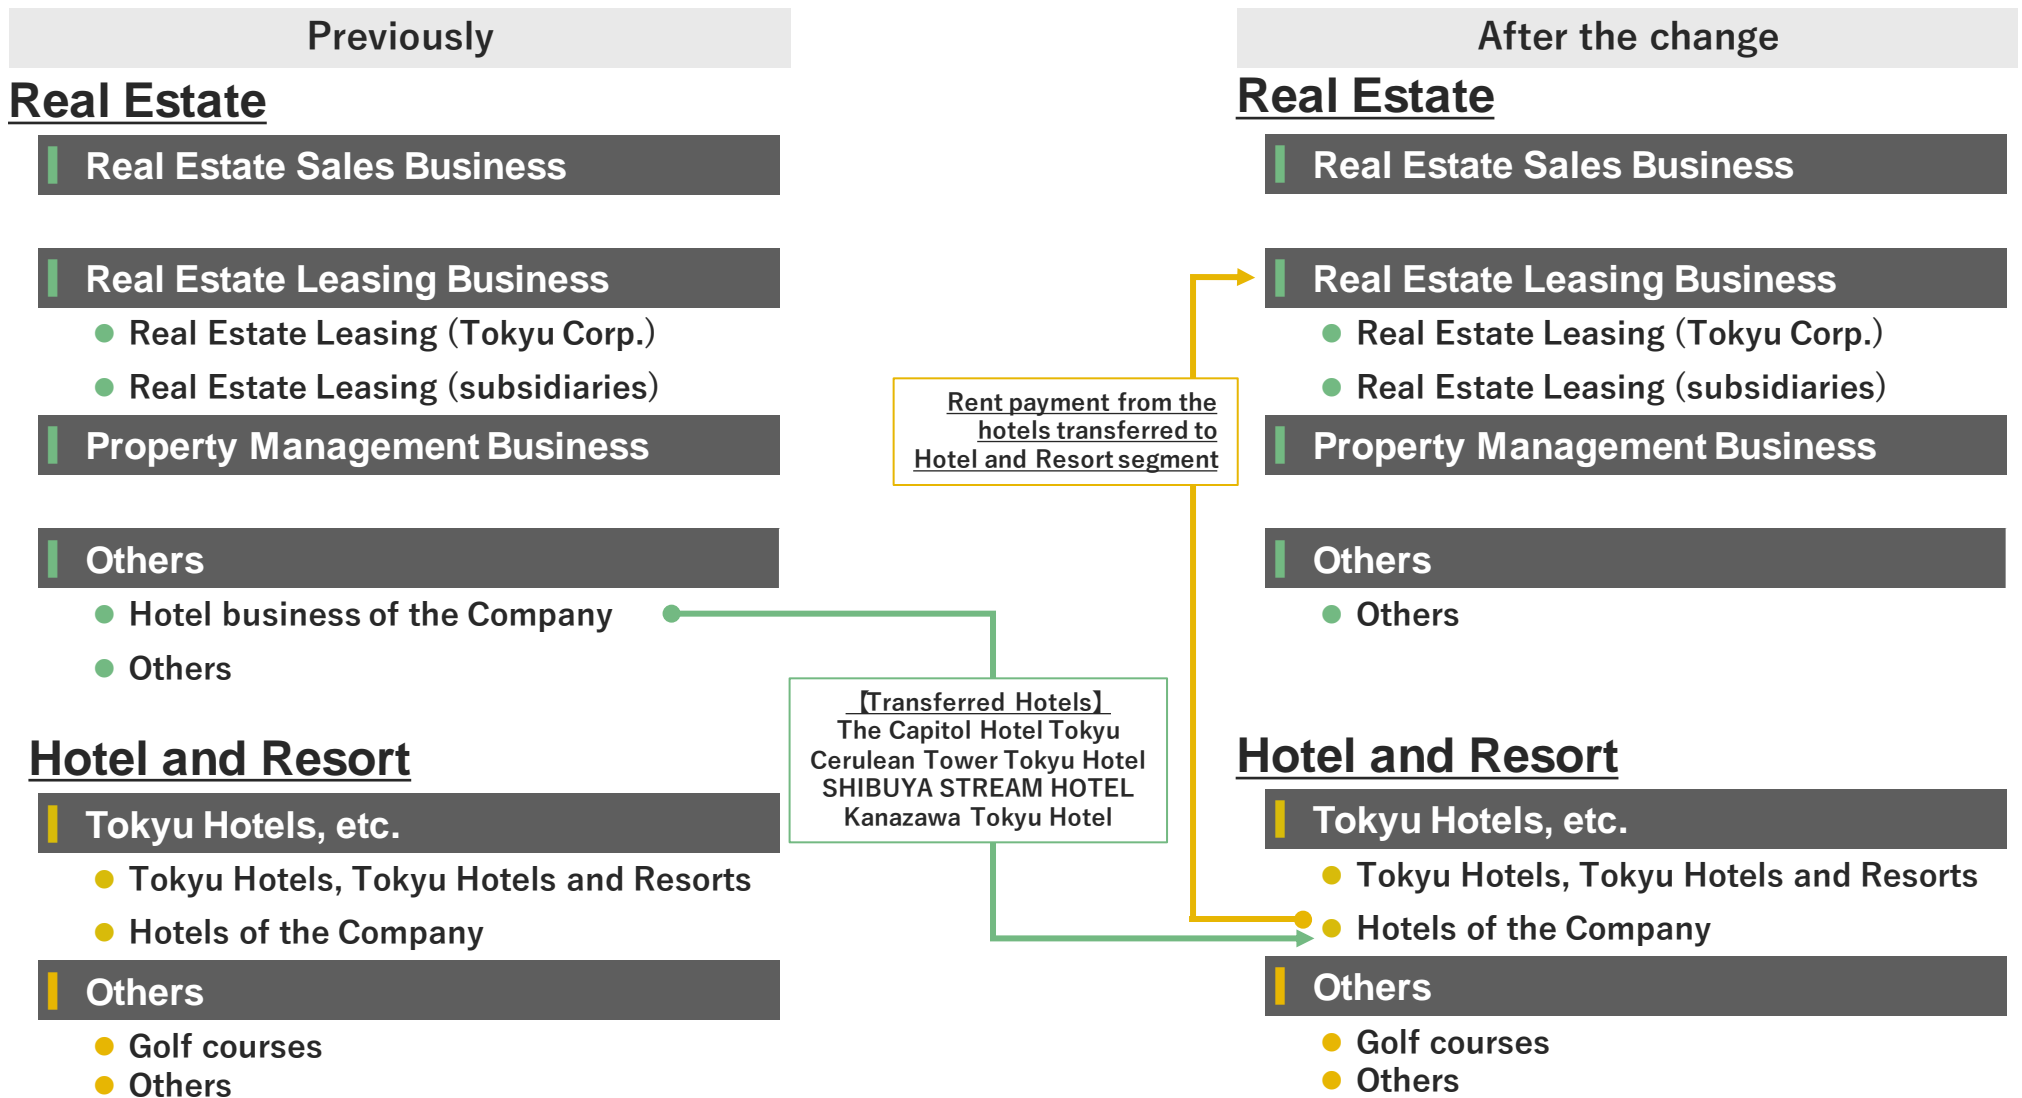 Previously
Real Estate
Real Estate Sales Business
Real Estate Leasing Business
Real Estate Leasing (Tokyu Corp.)
Real Estate Leasing (subsidiaries)
Property Management Business
Others
Hotel business of the Company
Others
Hotel and Resort
Tokyu Hotels, etc.
Tokyu Hotels, Tokyu Hotels and Resorts
Hotels of the Company
Others
Golf courses
Others
Rent payment from the
hotels transferred to
Hotel and Resort segment
【Transferred Hotels】
The Capitol Hotel Tokyu
Cerulean Tower Tokyu Hotel
SHIBUYA STREAM HOTEL
Kanazawa Tokyu Hotel
After the change
Real Estate
Real Estate Sales Business
Real Estate Leasing Business
Real Estate Leasing (Tokyu Corp.)
Real Estate Leasing (subsidiaries)
Property Management Business
Others
Others
Hotel and Resort
Tokyu Hotels, etc.
Tokyu Hotels, Tokyu Hotels and Resorts
Hotels of the Company
Others
Golf courses
Others